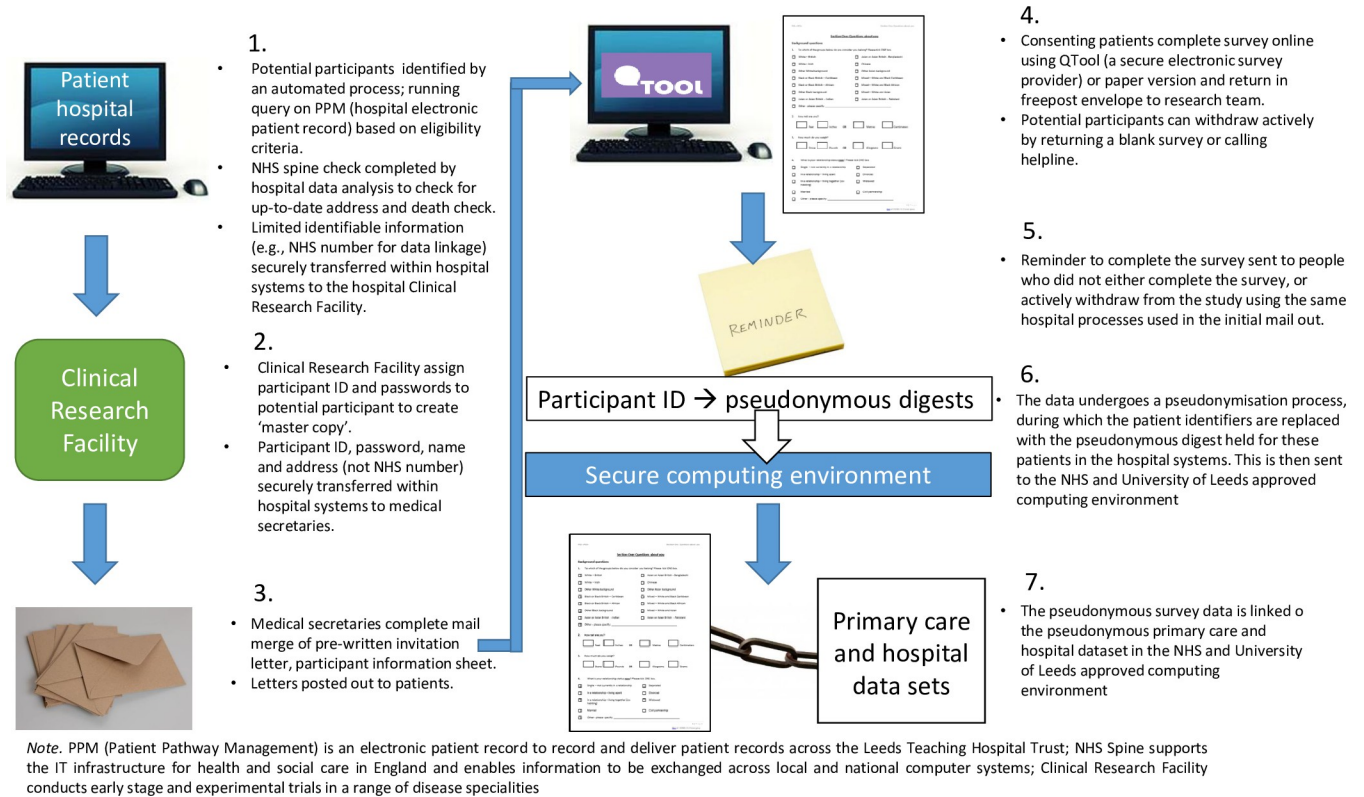 Patient
hospital
records
1.
• Potential participants identified by
an automated process; running
query on PPM (hospital electronic
patient record) based on eligibility
criteria.
• NHS spine check completed by
hospital data analysis to check for
up-to-date address and death check.
• Limited identifiable information
(e.g., NHS number for data linkage)
securely transferred within hospital
systems to the hospital Clinical
Research Facility.
Clinical
Research
Facility
2.
• Clinical Research Facility assign
participant ID and passwords to
potential participant to create
‘master copy’.
• Participant ID, password, name
and address (not NHS number)
securely transferred within
hospital systems to medical
secretaries.
3.
• Medical secretaries complete mail
merge of pre-written invitation
letter, participant information sheet.
• Letters posted out to patients.
QTOOL
4.
• Consenting patients complete survey online
using QTool (a secure electronic survey
provider) or paper version and return in
freepost envelope to research team.
• Potential participants can withdraw actively
by returning a blank survey or calling
helpline.
REMINDER
5.
• Reminder to complete the survey sent to people
who did not either complete the survey, or
actively withdraw from the study using the same
hospital processes used in the initial mail out.
Participant ID → pseudonymous digests
Secure computing environment
6.
• The data undergoes a pseudonymisation process,
during which the patient identifiers are replaced
with the pseudonymous digest held for these
patients in the hospital systems. This is then sent
to the NHS and University of Leeds approved
computing environment
Primary care
and hospital
data sets
7.
• The pseudonymous survey data is linked o
the pseudonymous primary care and
hospital dataset in the NHS and University
of Leeds approved computing
environment
Note. PPM (Patient Pathway Management) is an electronic patient record to record and deliver patient records across the Leeds Teaching Hospital Trust; NHS Spine supports
the IT infrastructure for health and social care in England and enables information to be exchanged across local and national computer systems; Clinical Research Facility
conducts early stage and experimental trials in a range of disease specialities